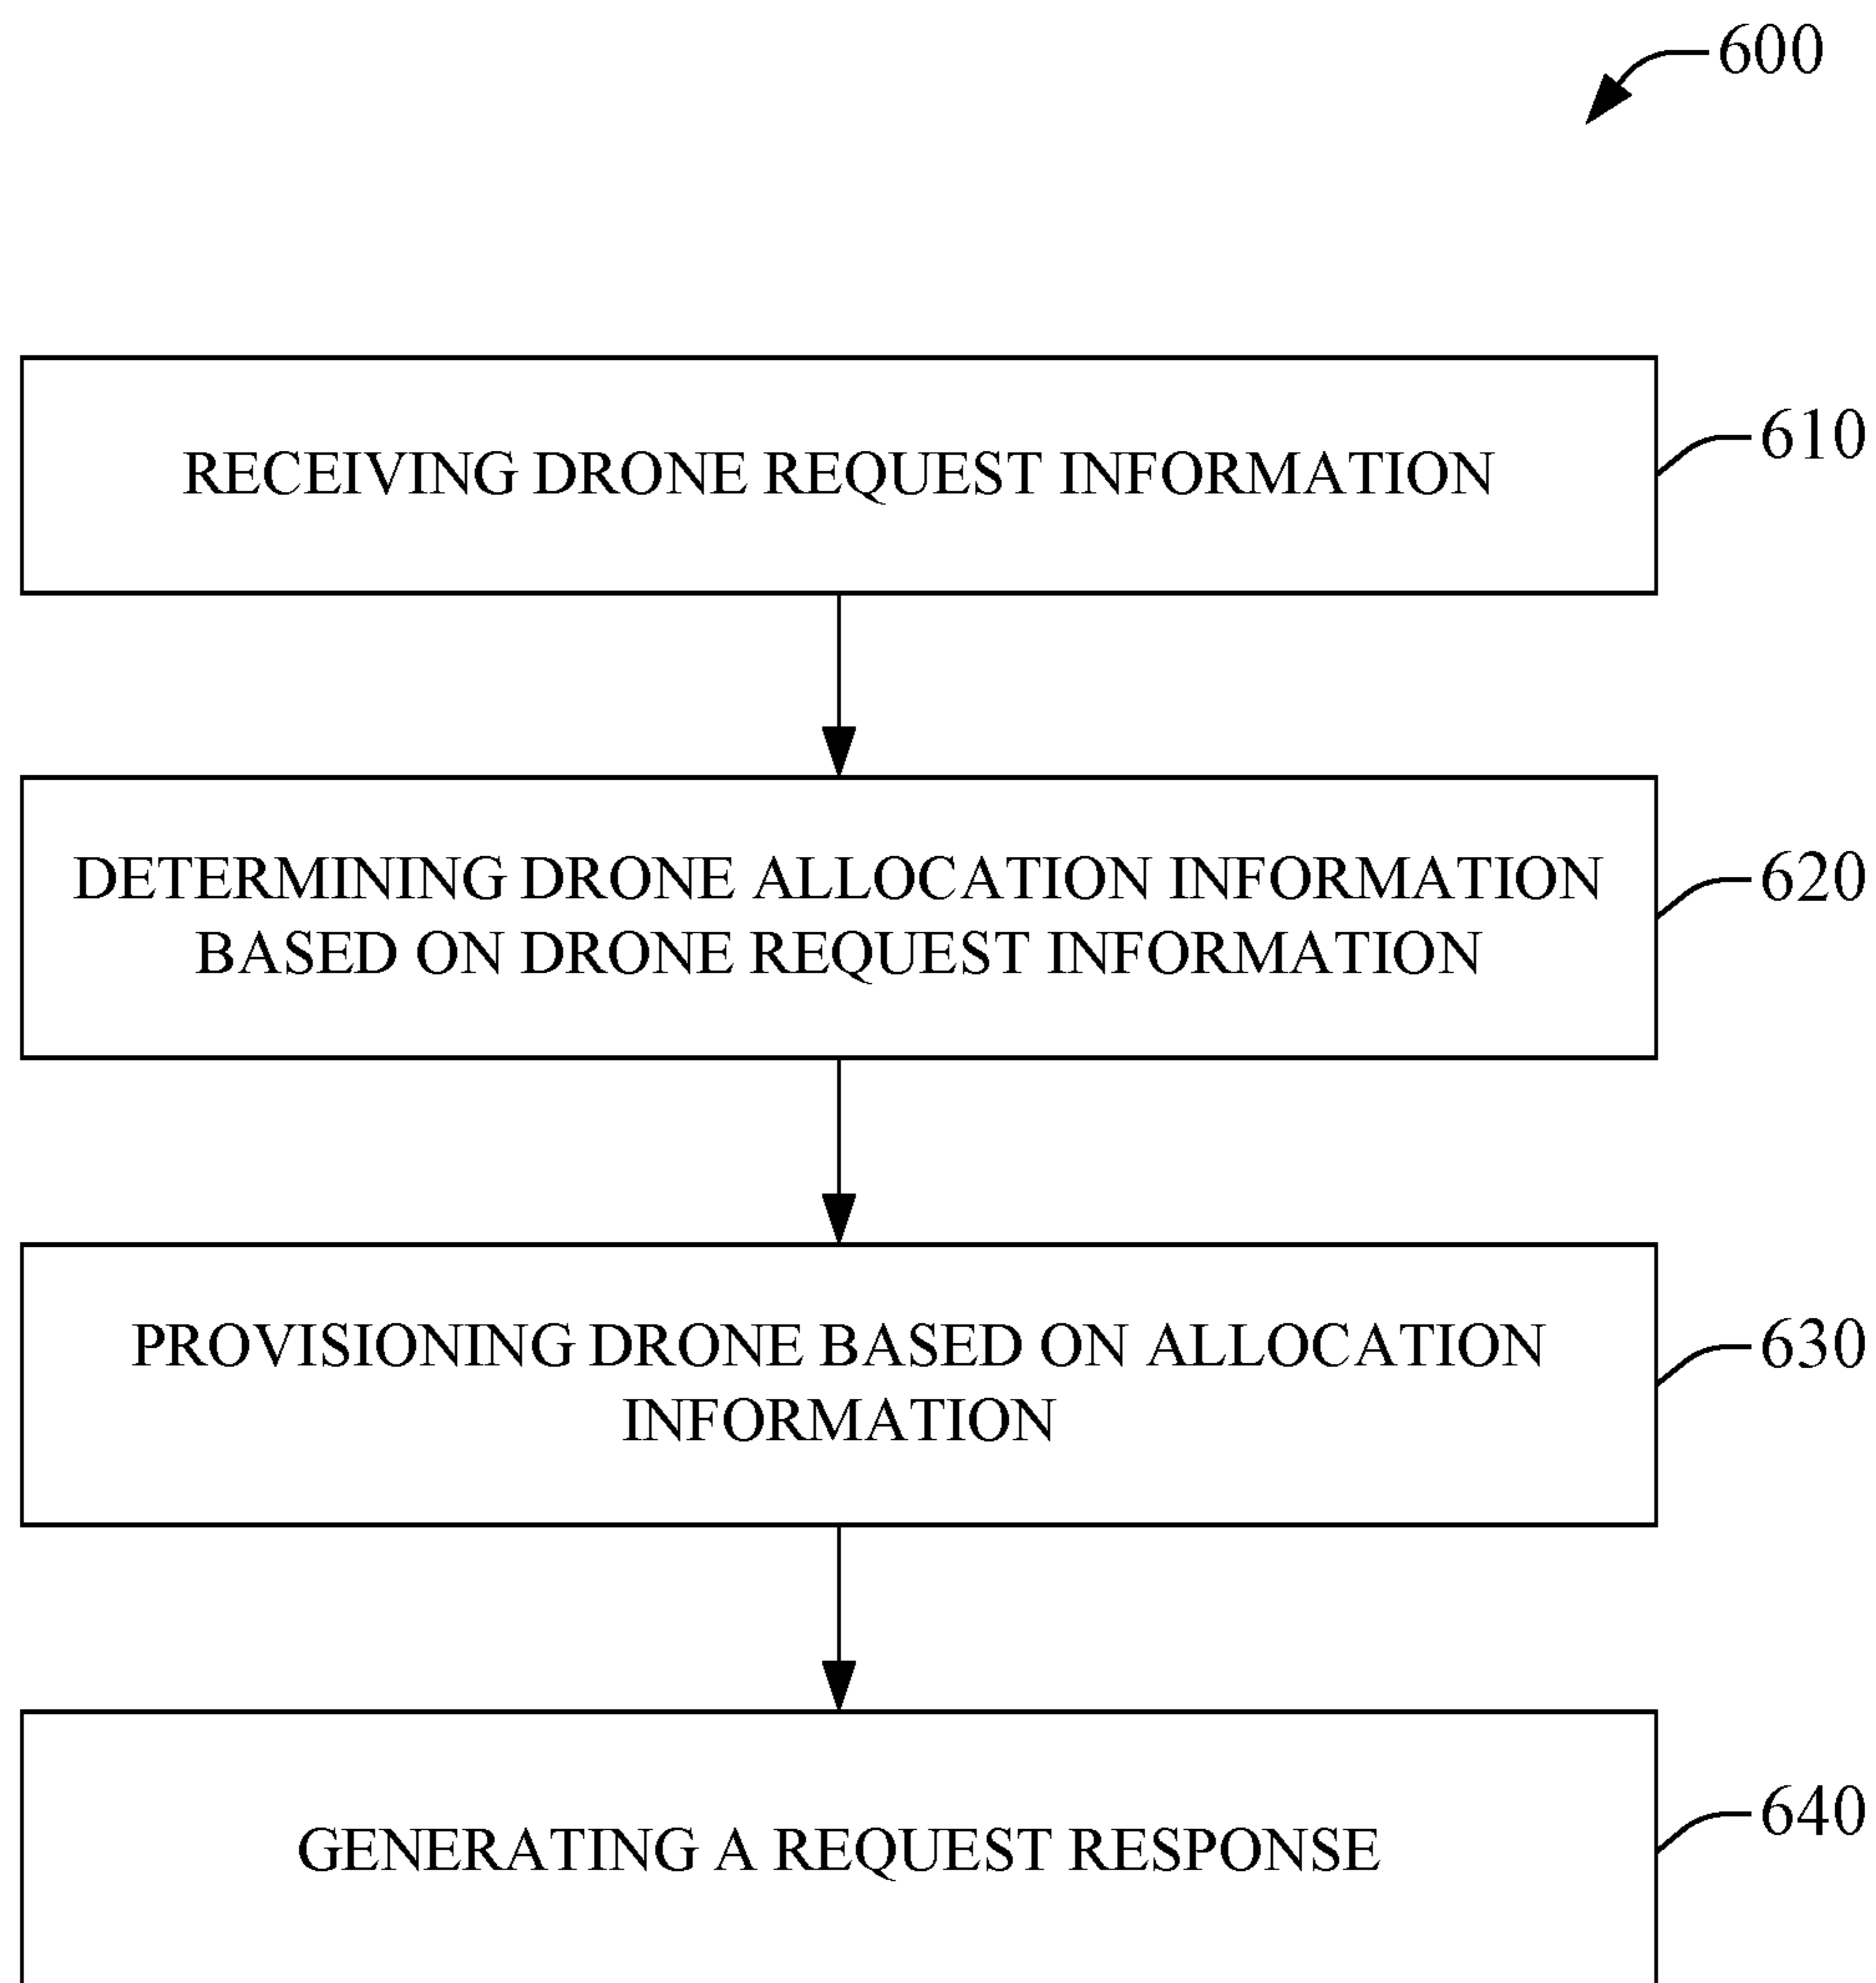 600
RECEIVING DRONE REQUEST INFORMATION
610
DETERMINING DRONE ALLOCATION INFORMATION
BASED ON DRONE REQUEST INFORMATION
620
PROVISIONING DRONE BASED ON ALLOCATION
INFORMATION
630
GENERATING A REQUEST RESPONSE
640